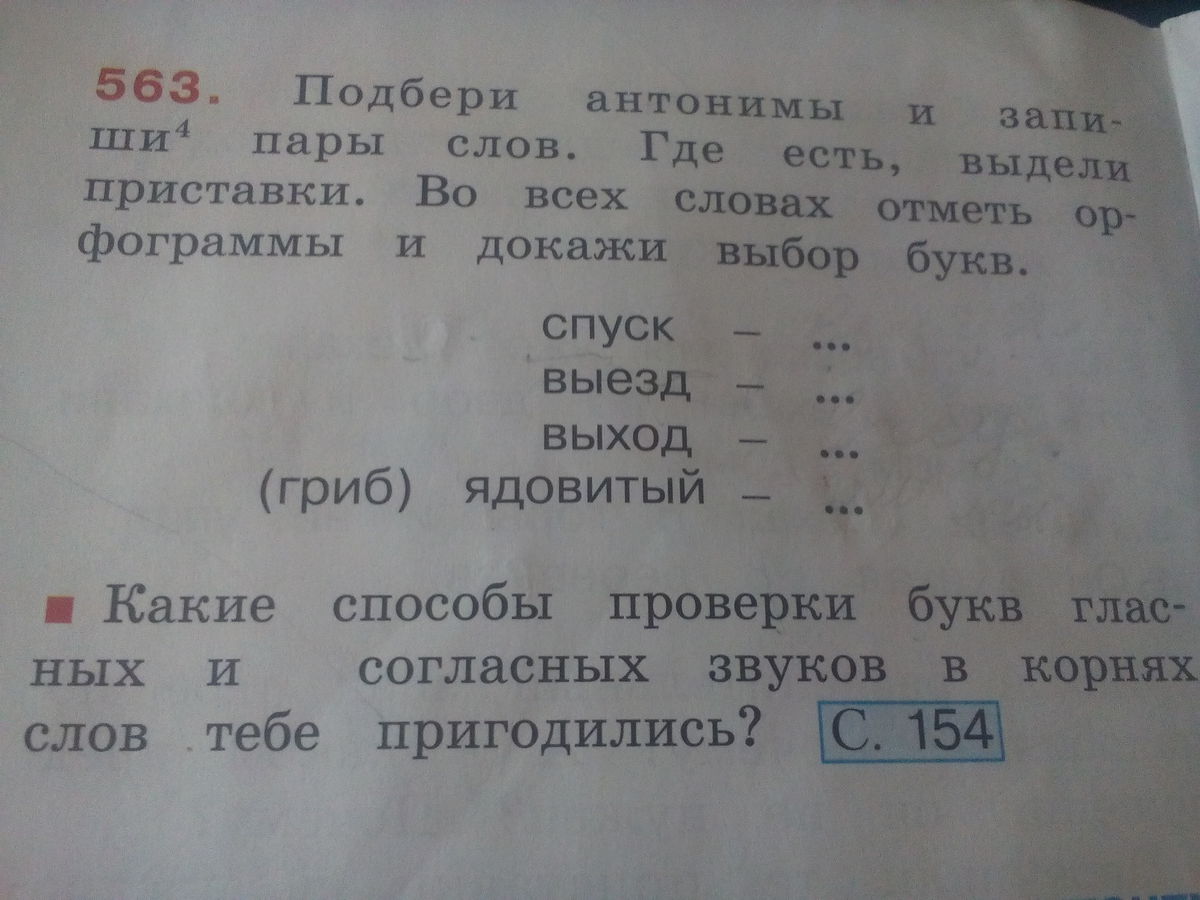 563. Подбери антонимы и запи-
ши⁴ пары слов. Где есть, выдели
приставки. Во всех словах отметь ор-
фограммы и докажи выбор букв.
спуск – ...
выезд – ...
выход – ...
(гриб) ядовитый – ...
■ Какие способы проверки букв глас-
ных и согласных звуков в корнях
слов тебе пригодились? С. 154